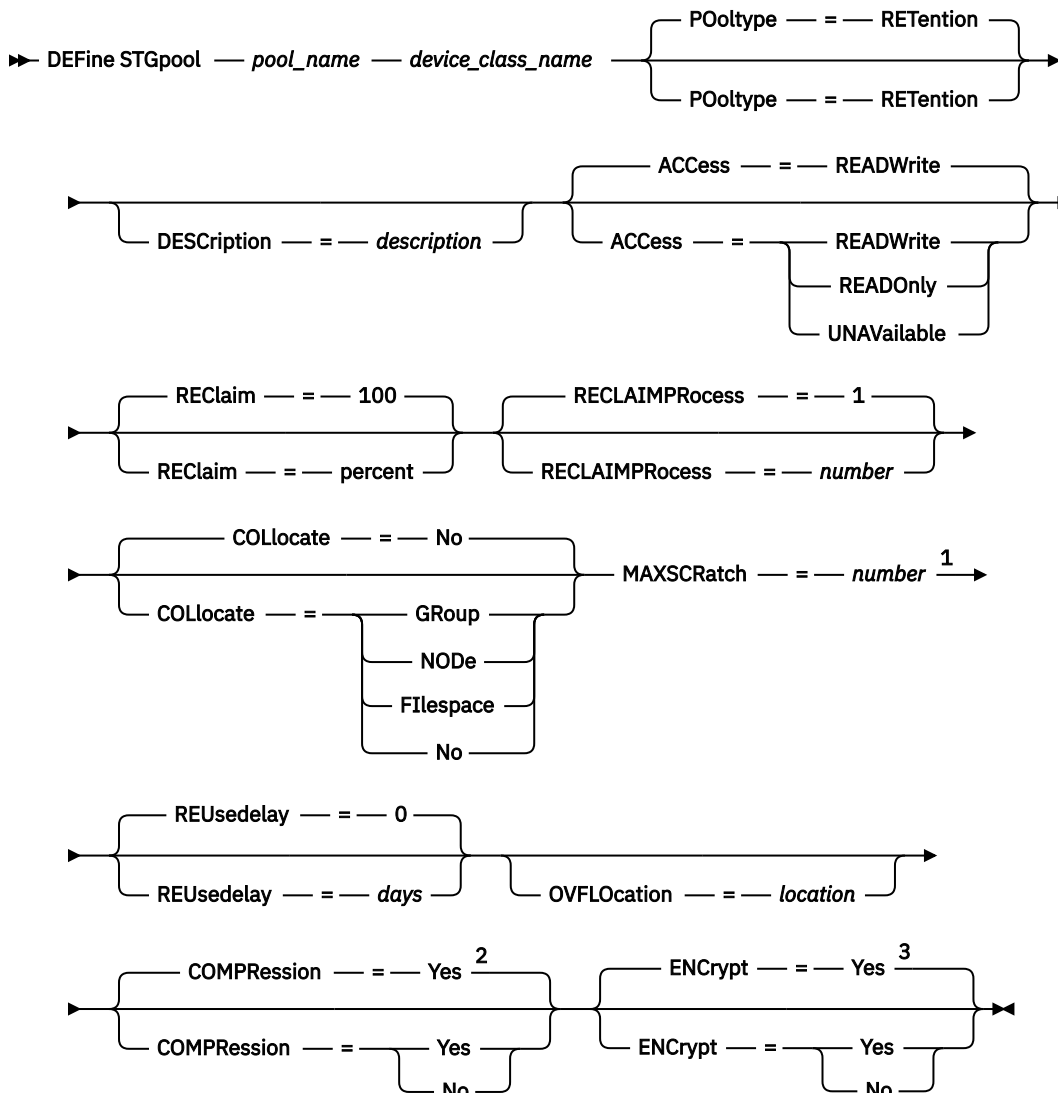 POoltype = RETention
DEFine STGpool pool_name device_class_name
POoltype = RETention
ACCess = READWrite
DESCription = description
ACCess = READWrite
READOnly
UNAVailable
REClaim = 100
RECLAIMPRocess = 1
REClaim = percent
RECLAIMPRocess = number
COLlocate = No
MAXSCRatch = number 1
COLlocate = GRoup
NODe
FIlespace
No
REUsedelay = 0
REUsedelay = days
OVFLOcation = location
COMPRession = Yes 2
ENCrypt = Yes 3
COMPRession = Yes
ENCrypt = Yes
No
No